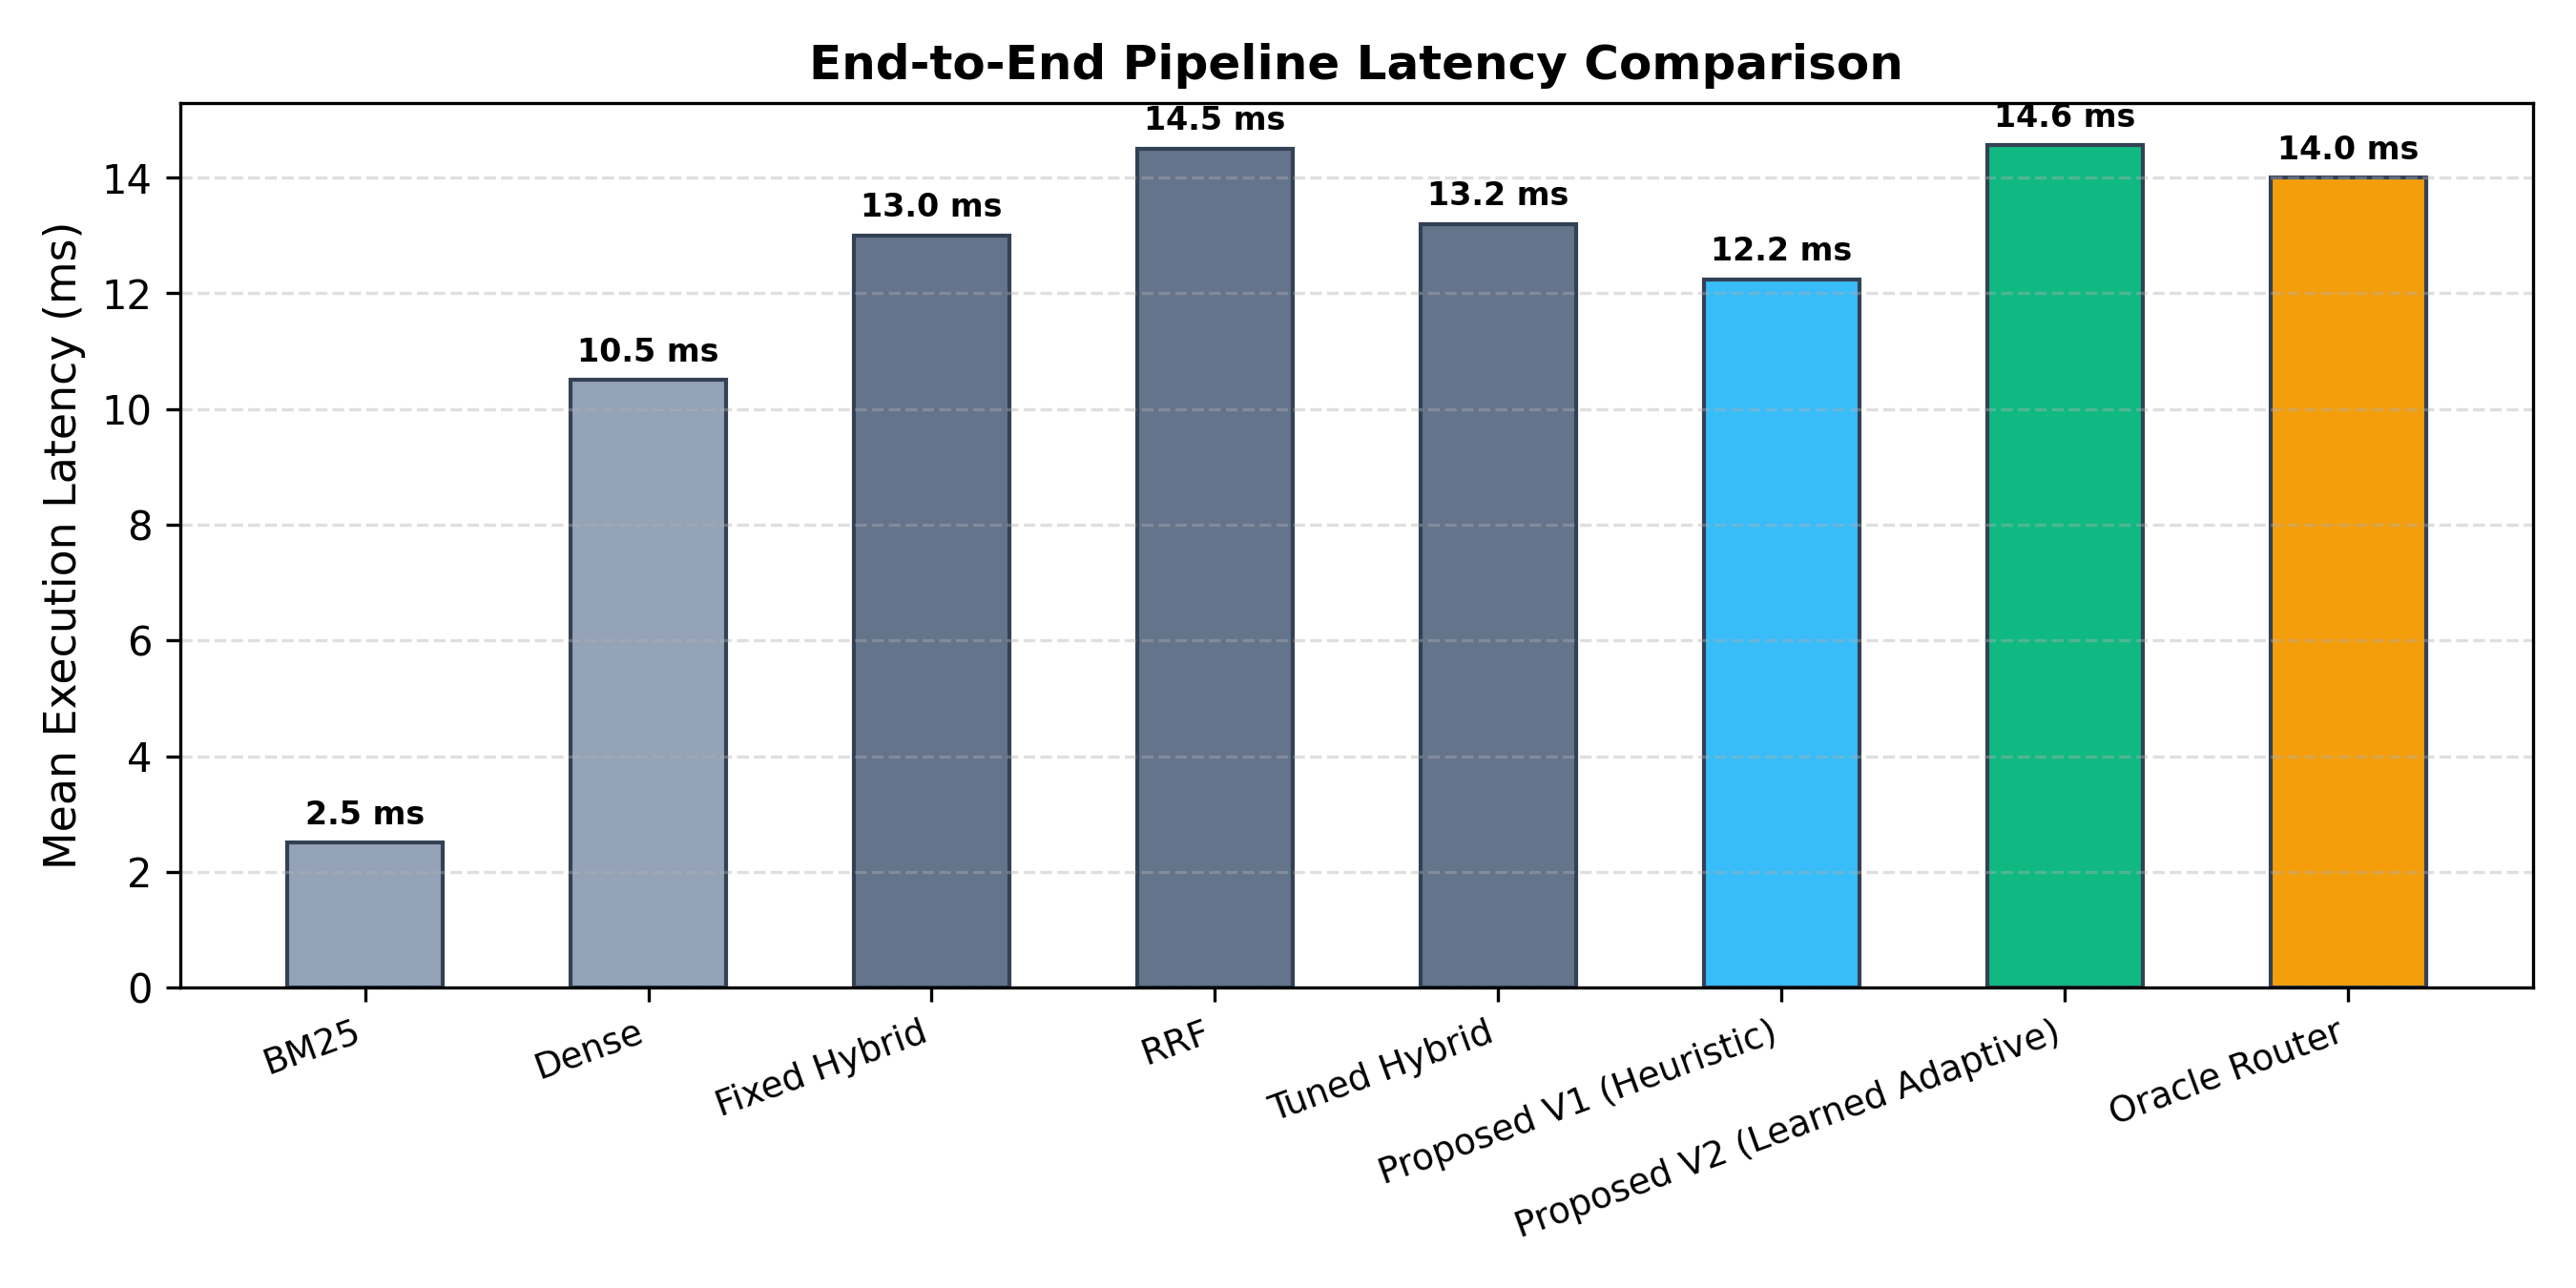 End-to-End Pipeline Latency Comparison
Mean Execution Latency (ms)
14
12
10
8
6
4
2
0
2.5 ms
10.5 ms
13.0 ms
14.5 ms
13.2 ms
12.2 ms
14.6 ms
14.0 ms
BM25
Dense
Fixed Hybrid
RRF
Tuned Hybrid
Proposed V1 (Heuristic)
Proposed V2 (Learned Adaptive)
Oracle Router